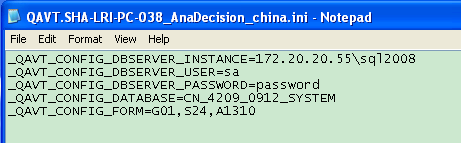 QAVT.SHA-LRI-PC-038_AnaDecision_china.ini - Notepad
File Edit Format View Help
_QAVT_CONFIG_DBSERVER_INSTANCE=172.20.20.55\sql2008
_QAVT_CONFIG_DBSERVER_USER=sa
_QAVT_CONFIG_DBSERVER_PASSWORD=password
_QAVT_CONFIG_DATABASE=CN_4209_0912_SYSTEM
_QAVT_CONFIG_FORM=G01,S24,A1310